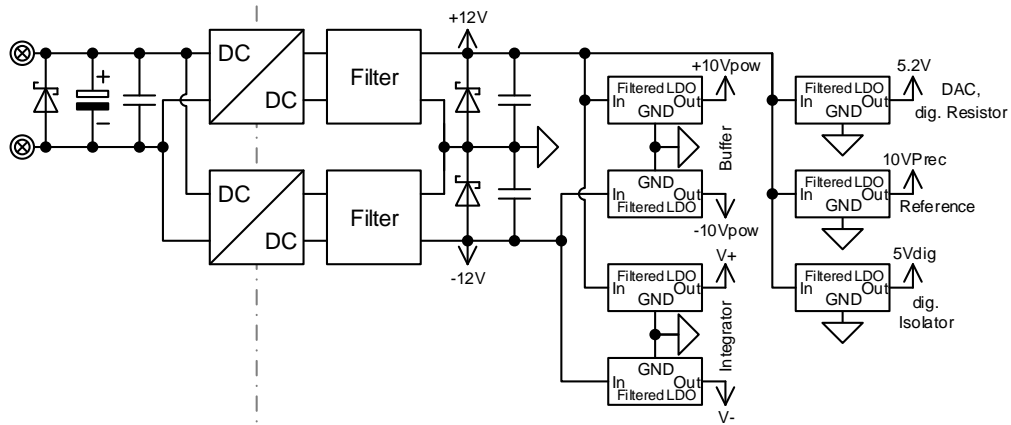 +12V
DC
DC
Filter
+
−
DC
DC
Filter
-12V
+10Vpow
Filtered LDO
In
Out
GND
Buffer
GND
In
Out
Filtered LDO
-10Vpow
V+
Filtered LDO
In
Out
GND
Integrator
GND
In
Out
Filtered LDO
V-
5.2V
Filtered LDO
In
Out
GND
DAC,
dig. Resistor
10VPrec
Filtered LDO
In
Out
GND
Reference
5Vdig
Filtered LDO
In
Out
GND
dig.
Isolator